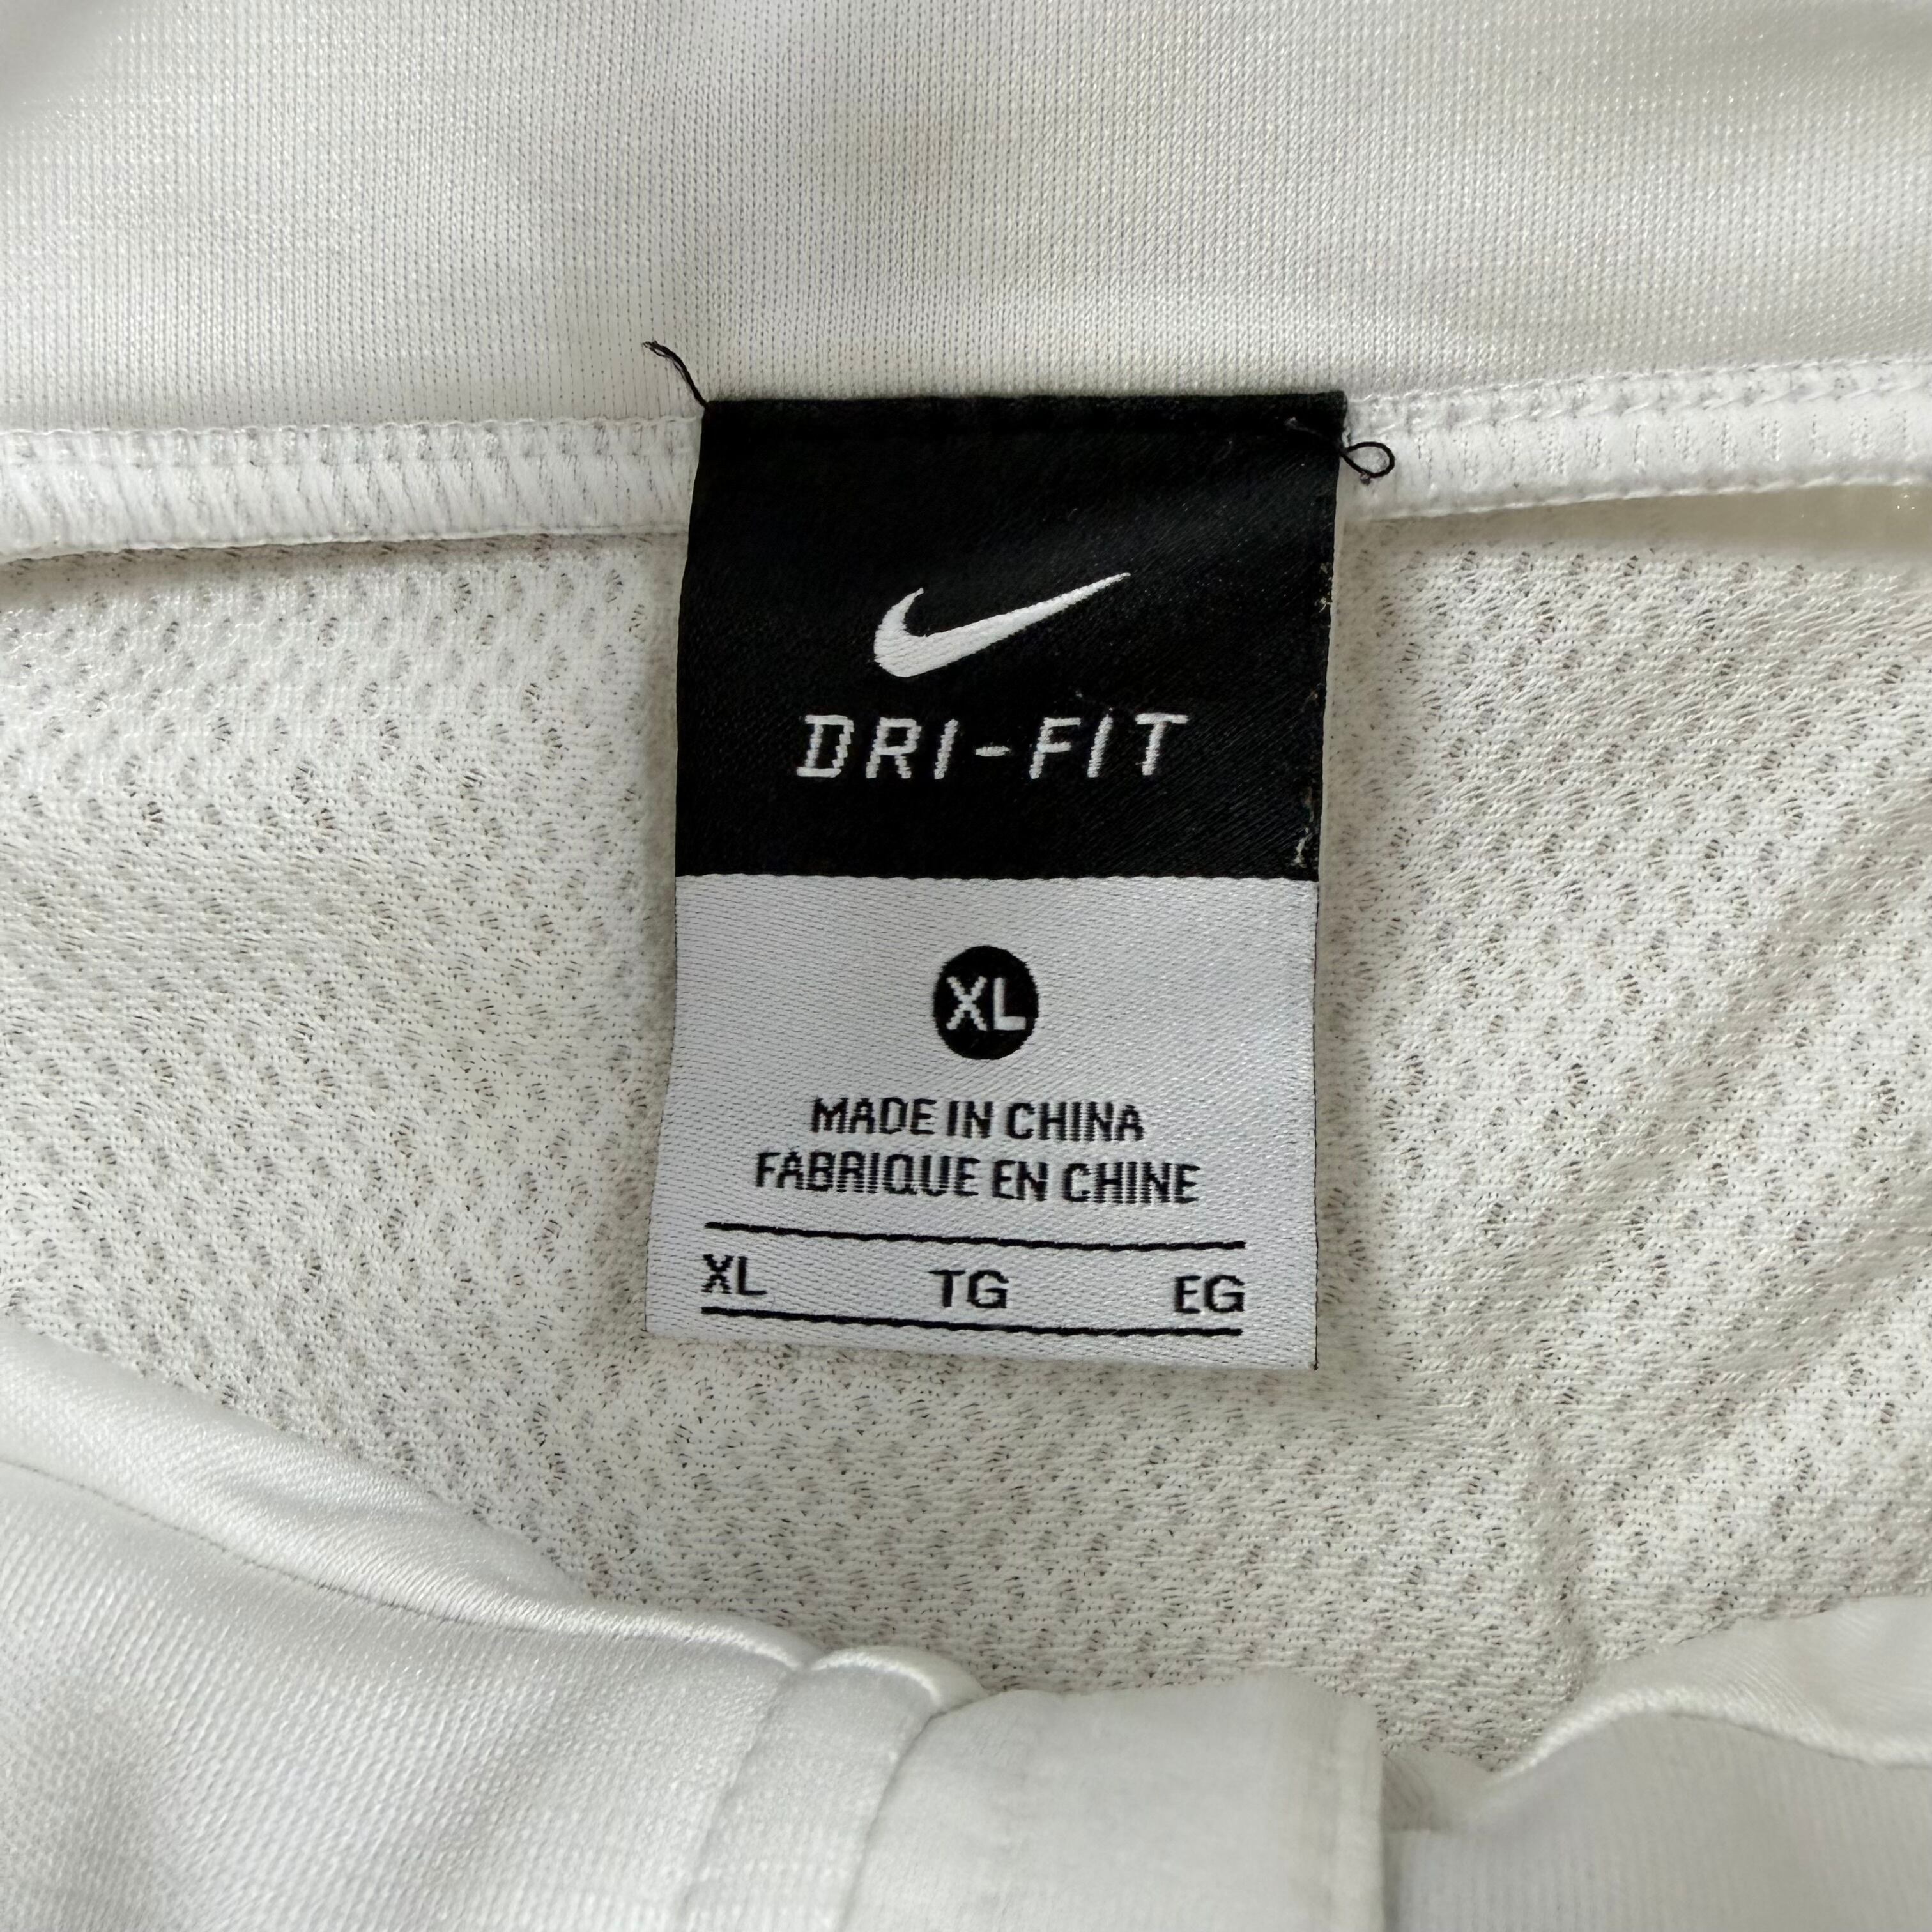 DRI-FIT
XL
MADE IN CHINA
FABRIQUE EN CHINE
XL TG EG